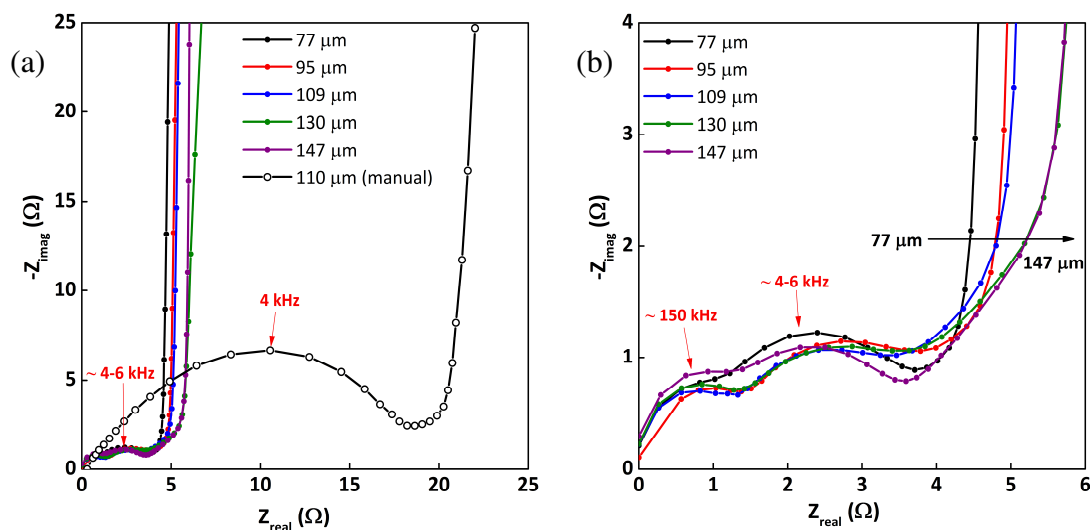 (a)
25
20
15
10
5
0
-Z_imag (Ω)
77 μm
95 μm
109 μm
130 μm
147 μm
110 μm (manual)
4 kHz
~ 4-6 kHz
0 5 10 15 20 25
Z_real (Ω)
(b)
4
3
2
1
0
-Z_imag (Ω)
77 μm
95 μm
109 μm
130 μm
147 μm
77 μm
147 μm
~ 4-6 kHz
~ 150 kHz
0 1 2 3 4 5 6
Z_real (Ω)